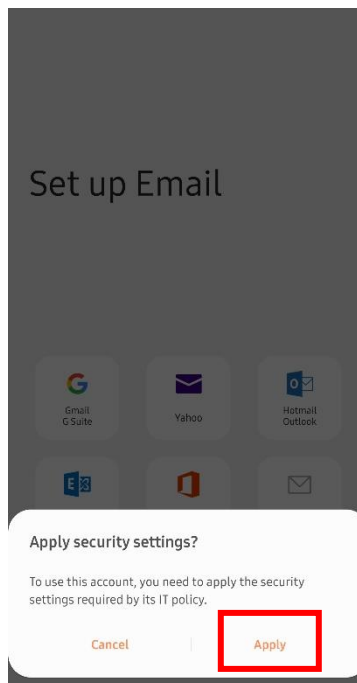 Set up Email
Gmail
G Suite
Yahoo
Hotmail
Outlook
Apply security settings?
To use this account, you need to apply the security
settings required by its IT policy.
Cancel
Apply